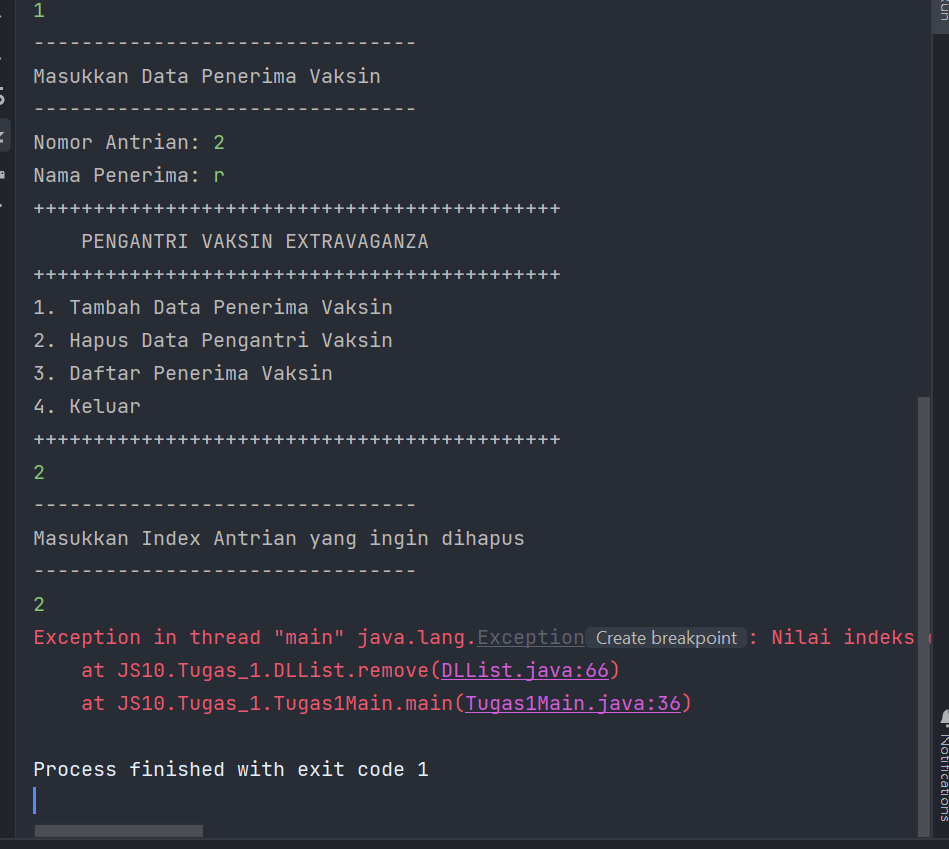 1
--------------------------------
Masukkan Data Penerima Vaksin
--------------------------------
Nomor Antrian: 2
Nama Penerima: r
++++++++++++++++++++++++++++++++++++++++++++
PENGANTRI VAKSIN EXTRAVAGANZA
++++++++++++++++++++++++++++++++++++++++++++
1. Tambah Data Penerima Vaksin
2. Hapus Data Pengantri Vaksin
3. Daftar Penerima Vaksin
4. Keluar
++++++++++++++++++++++++++++++++++++++++++++
2
--------------------------------
Masukkan Index Antrian yang ingin dihapus
--------------------------------
2
Exception in thread "main" java.lang.Exception Create breakpoint : Nilai indeks
at JS10.Tugas_1.DLList.remove(DLList.java:66)
at JS10.Tugas_1.Tugas1Main.main(Tugas1Main.java:36)
Process finished with exit code 1
Notifications